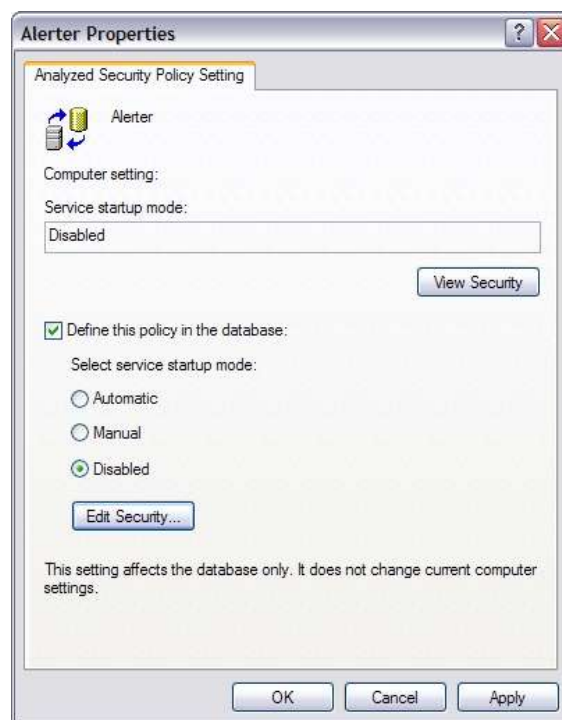 Alerter Properties
?
Analyzed Security Policy Setting
Alerter
Computer setting:
Service startup mode:
Disabled
View Security
Define this policy in the database:
Select service startup mode:
Automatic
Manual
Disabled
Edit Security...
This setting affects the database only. It does not change current computer
settings.
OK
Cancel
Apply